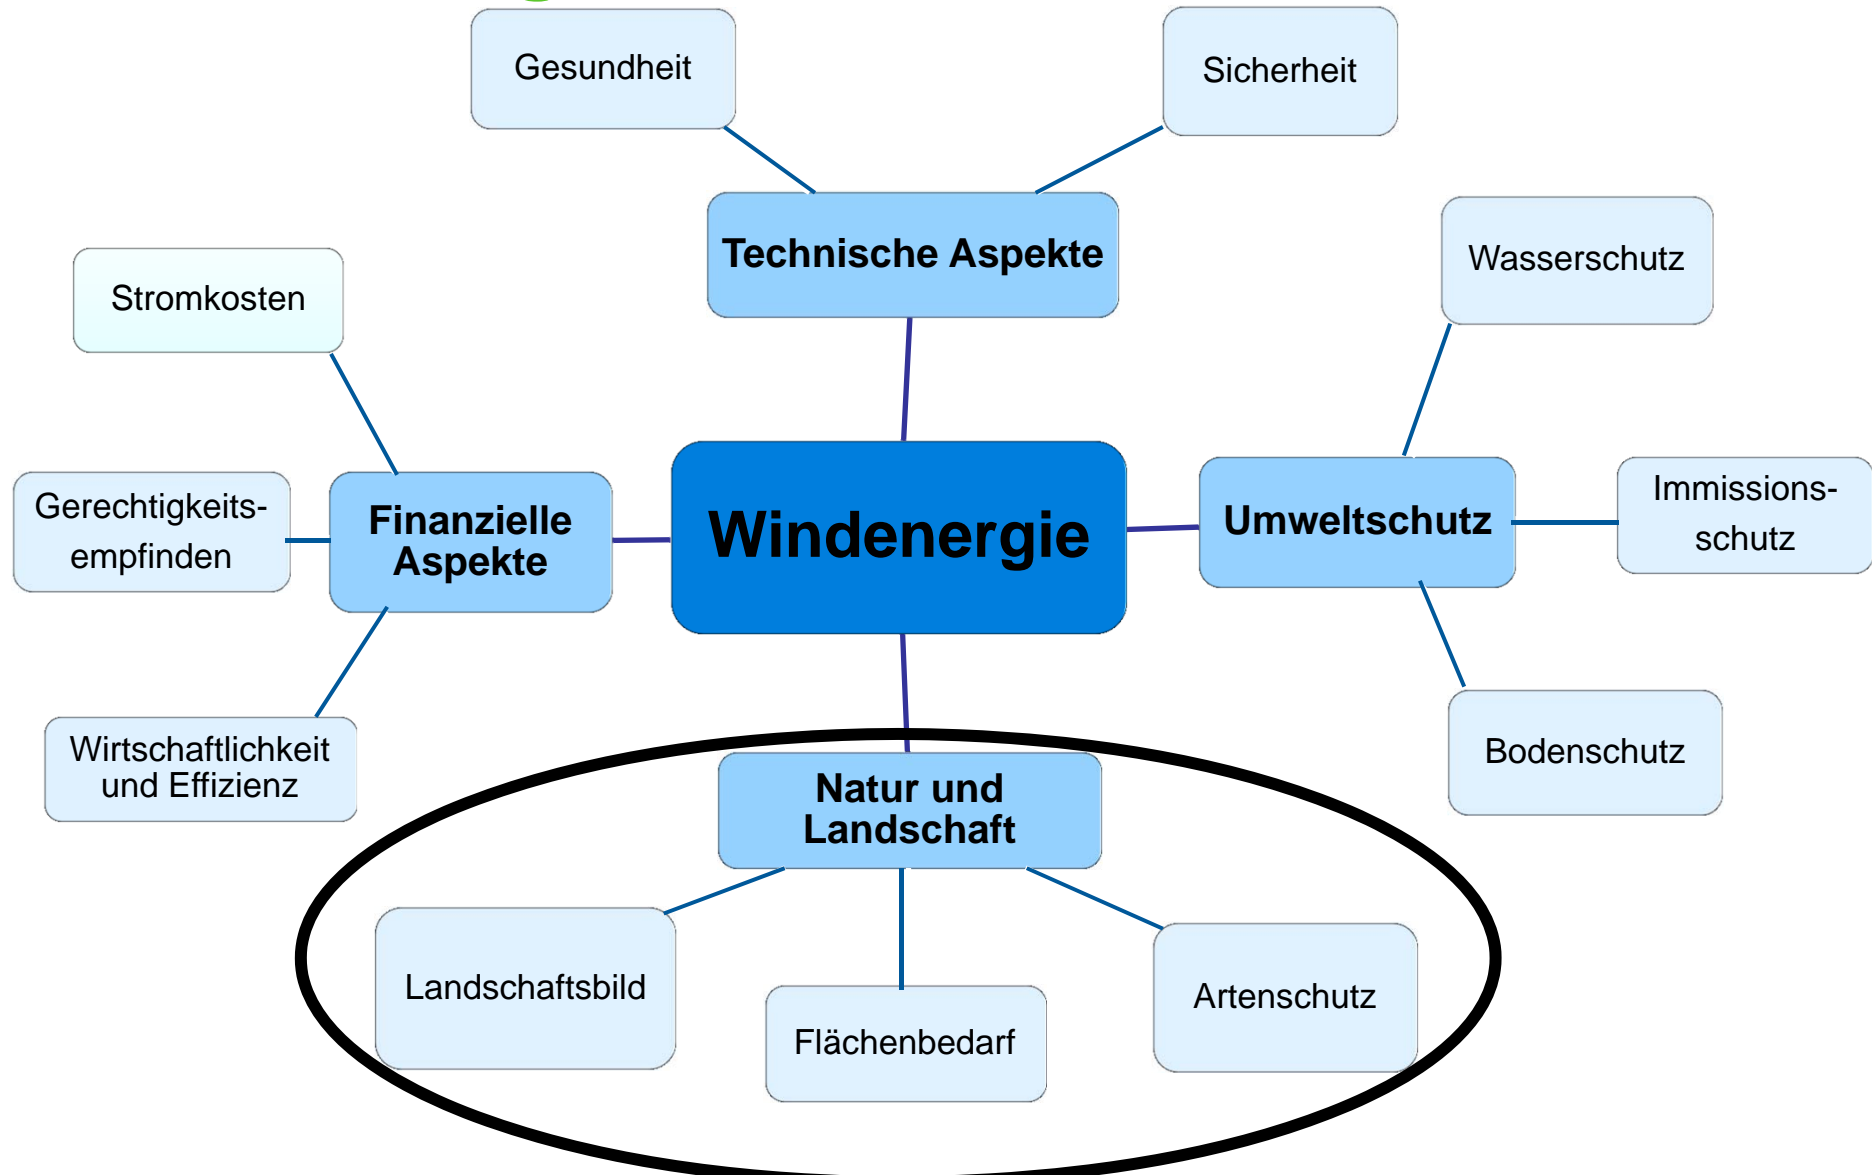 Gesundheit
Sicherheit
Technische Aspekte
Wasserschutz
Stromkosten
Gerechtigkeits-
empfinden
Finanzielle
Aspekte
Windenergie
Umweltschutz
Immissions-
schutz
Wirtschaftlichkeit
und Effizienz
Bodenschutz
Natur und
Landschaft
Landschaftsbild
Flächenbedarf
Artenschutz